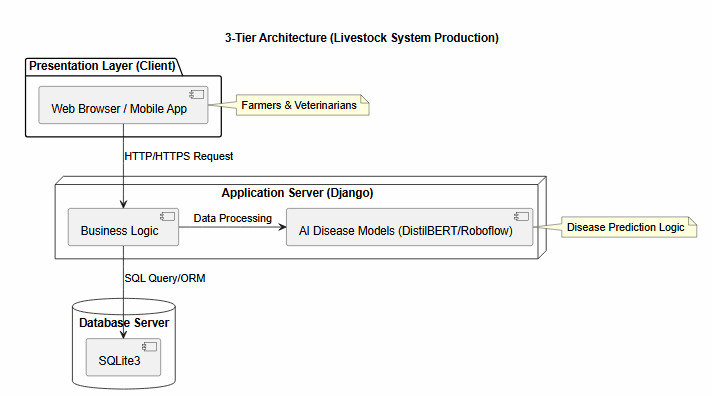 3-Tier Architecture (Livestock System Production)
Presentation Layer (Client)
Web Browser / Mobile App
Farmers & Veterinarians
HTTP/HTTPS Request
Application Server (Django)
Business Logic
Data Processing
AI Disease Models (DistilBERT/Roboflow)
Disease Prediction Logic
SQL Query/ORM
Database Server
SQLite3